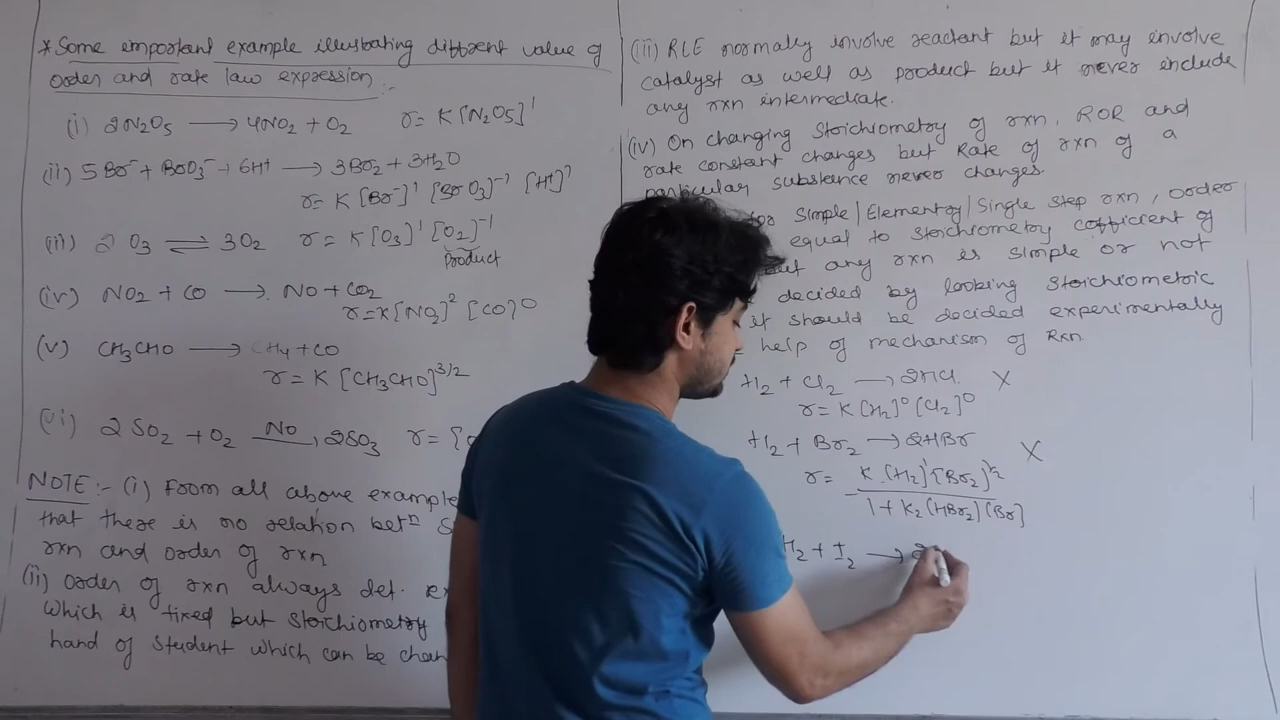 * Some important example illustrating different value of
order and rate law expression :-
(i) 2N2O5 → 4NO2 + O2 r = K [N2O5]^1
(ii) 5Br⁻ + BrO3⁻ + 6H⁺ → 3Br2 + 3H2O
r = K [Br⁻]^1 [BrO3]^-1 [H+]^2
(iii) 2 O3 ⇌ 3O2 r = K [O3]^1 [O2]^-1
Product
(iv) NO2 + CO → NO + CO2
r = K [NO2]^2 [CO]^0
(v) CH3CHO → CH4 + CO
r = K [CH3CHO]^3/2
(vi) 2 SO2 + O2 NO → 2SO3 r = {
NOTE :- (i) From all above example
that there is no relation bet^n
rxn and order of rxn
(ii) order of rxn always det.
which is fixed but stoichiometry
hand of student which can be
(iii) RLE normally involve reactant but it may involve
catalyst as well as product but it never include
any rxn intermediate.
(iv) On changing stoichiometry of rxn, ROR and
rate constant changes but Rate of rxn of a
particular substance never changes.
for Simple/Elementry/Single step rxn, order
equal to stoichiometry cofficient of
but any rxn is simple or not
decided by looking stoichiometric
it should be decided experimentally
help of mechanism of Rxn.
H2 + Cl2 → 2HCl. X
r = K [H2]^0 [Cl2]^0
H2 + Br2 → 2HBr X
r = K [H2]^1 [Br2]^½
1 + K2 (HBr2) (Br)
H2 + I2 → 2